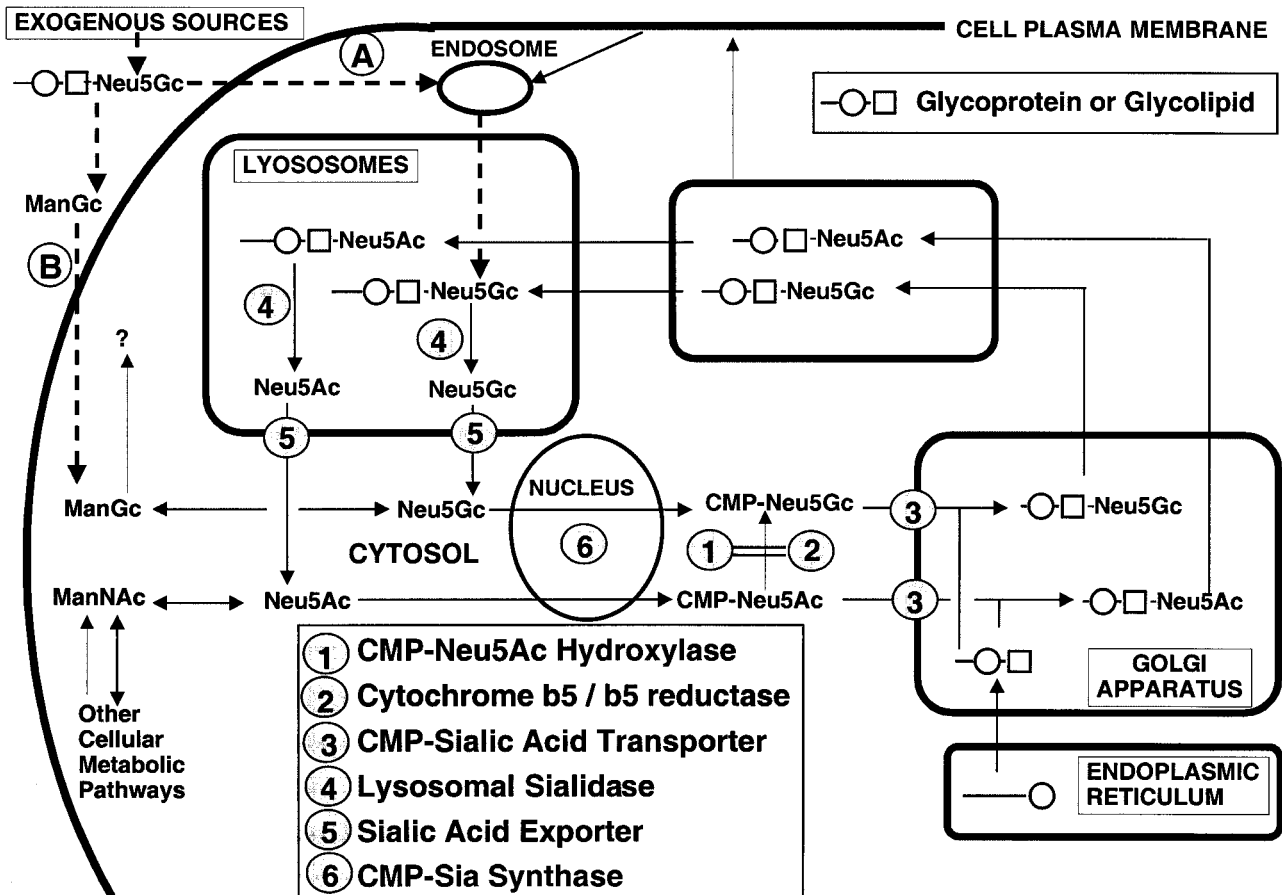 EXOGENOUS SOURCES
CELL PLASMA MEMBRANE
A
ENDOSOME
Neu5Gc
Glycoprotein or Glycolipid
LYOSOSOMES
ManGc
B
Neu5Ac
Neu5Ac
Neu5Gc
Neu5Gc
4
4
?
Neu5Ac
Neu5Gc
5
5
NUCLEUS
ManGc
Neu5Gc
CMP-Neu5Gc
3
Neu5Gc
CYTOSOL
6
1
2
ManNAc
Neu5Ac
CMP-Neu5Ac
3
Neu5Ac
GOLGI
APPARATUS
Other
Cellular
Metabolic
Pathways
1 CMP-Neu5Ac Hydroxylase
2 Cytochrome b5 / b5 reductase
3 CMP-Sialic Acid Transporter
4 Lysosomal Sialidase
5 Sialic Acid Exporter
6 CMP-Sia Synthase
ENDOPLASMIC
RETICULUM